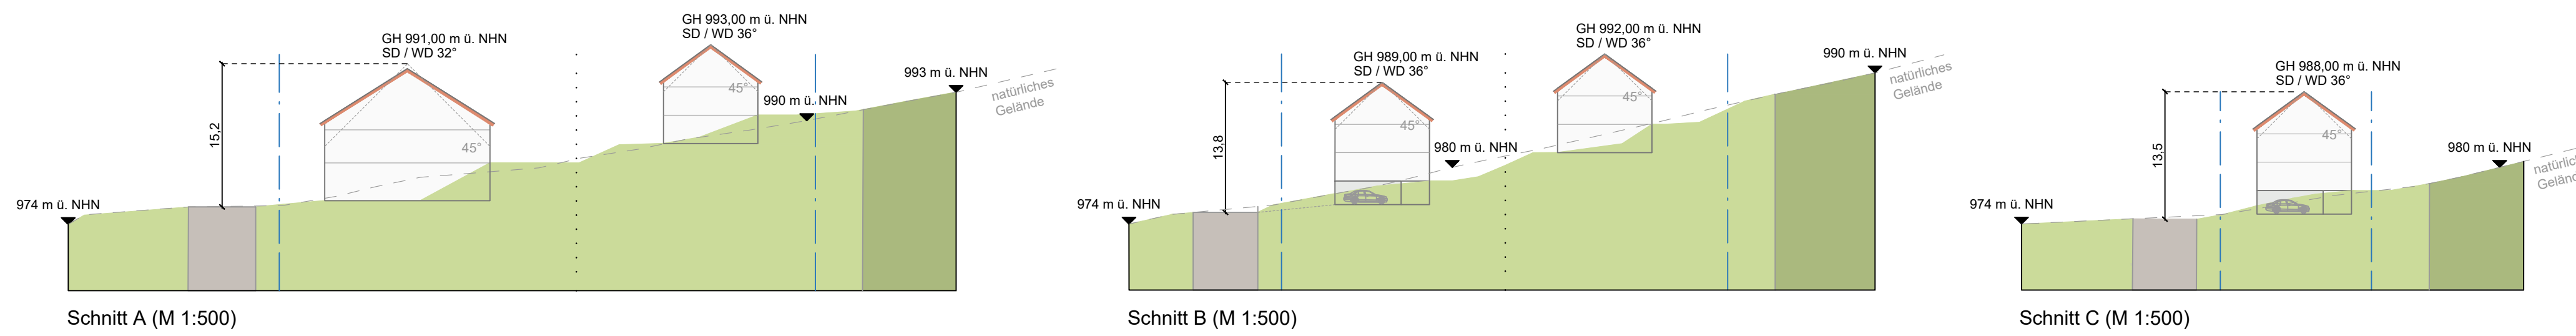 GH 991,00 m ü. NHN
SD / WD 32°
GH 993,00 m ü. NHN
SD / WD 36°
993 m ü. NHN
990 m ü. NHN
natürliches
Gelände
45°
45°
15,2
974 m ü. NHN
Schnitt A (M 1:500)
GH 989,00 m ü. NHN
SD / WD 36°
GH 992,00 m ü. NHN
SD / WD 36°
990 m ü. NHN
980 m ü. NHN
natürliches
Gelände
45°
45°
13,8
974 m ü. NHN
Schnitt B (M 1:500)
GH 988,00 m ü. NHN
SD / WD 36°
980 m ü. NHN
45°
13,5
974 m ü. NHN
Schnitt C (M 1:500)